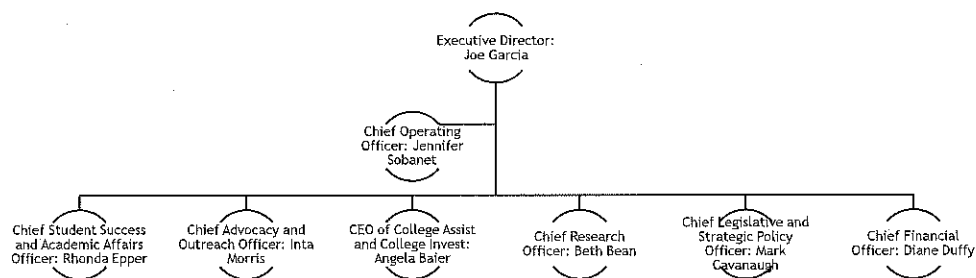 Executive Director:
Joe Garcia
Chief Operating
Officer: Jennifer
Sobanet
Chief Student Success
and Academic Affairs
Officer: Rhonda Epper
Chief Advocacy and
Outreach Officer: Inta
Morris
CEO of College Assist
and College Invest:
Angela Baier
Chief Research
Officer: Beth Bean
Chief Legislative and
Strategic Policy
Officer: Mark
Cavanaugh
Chief Financial
Officer: Diane Duffy